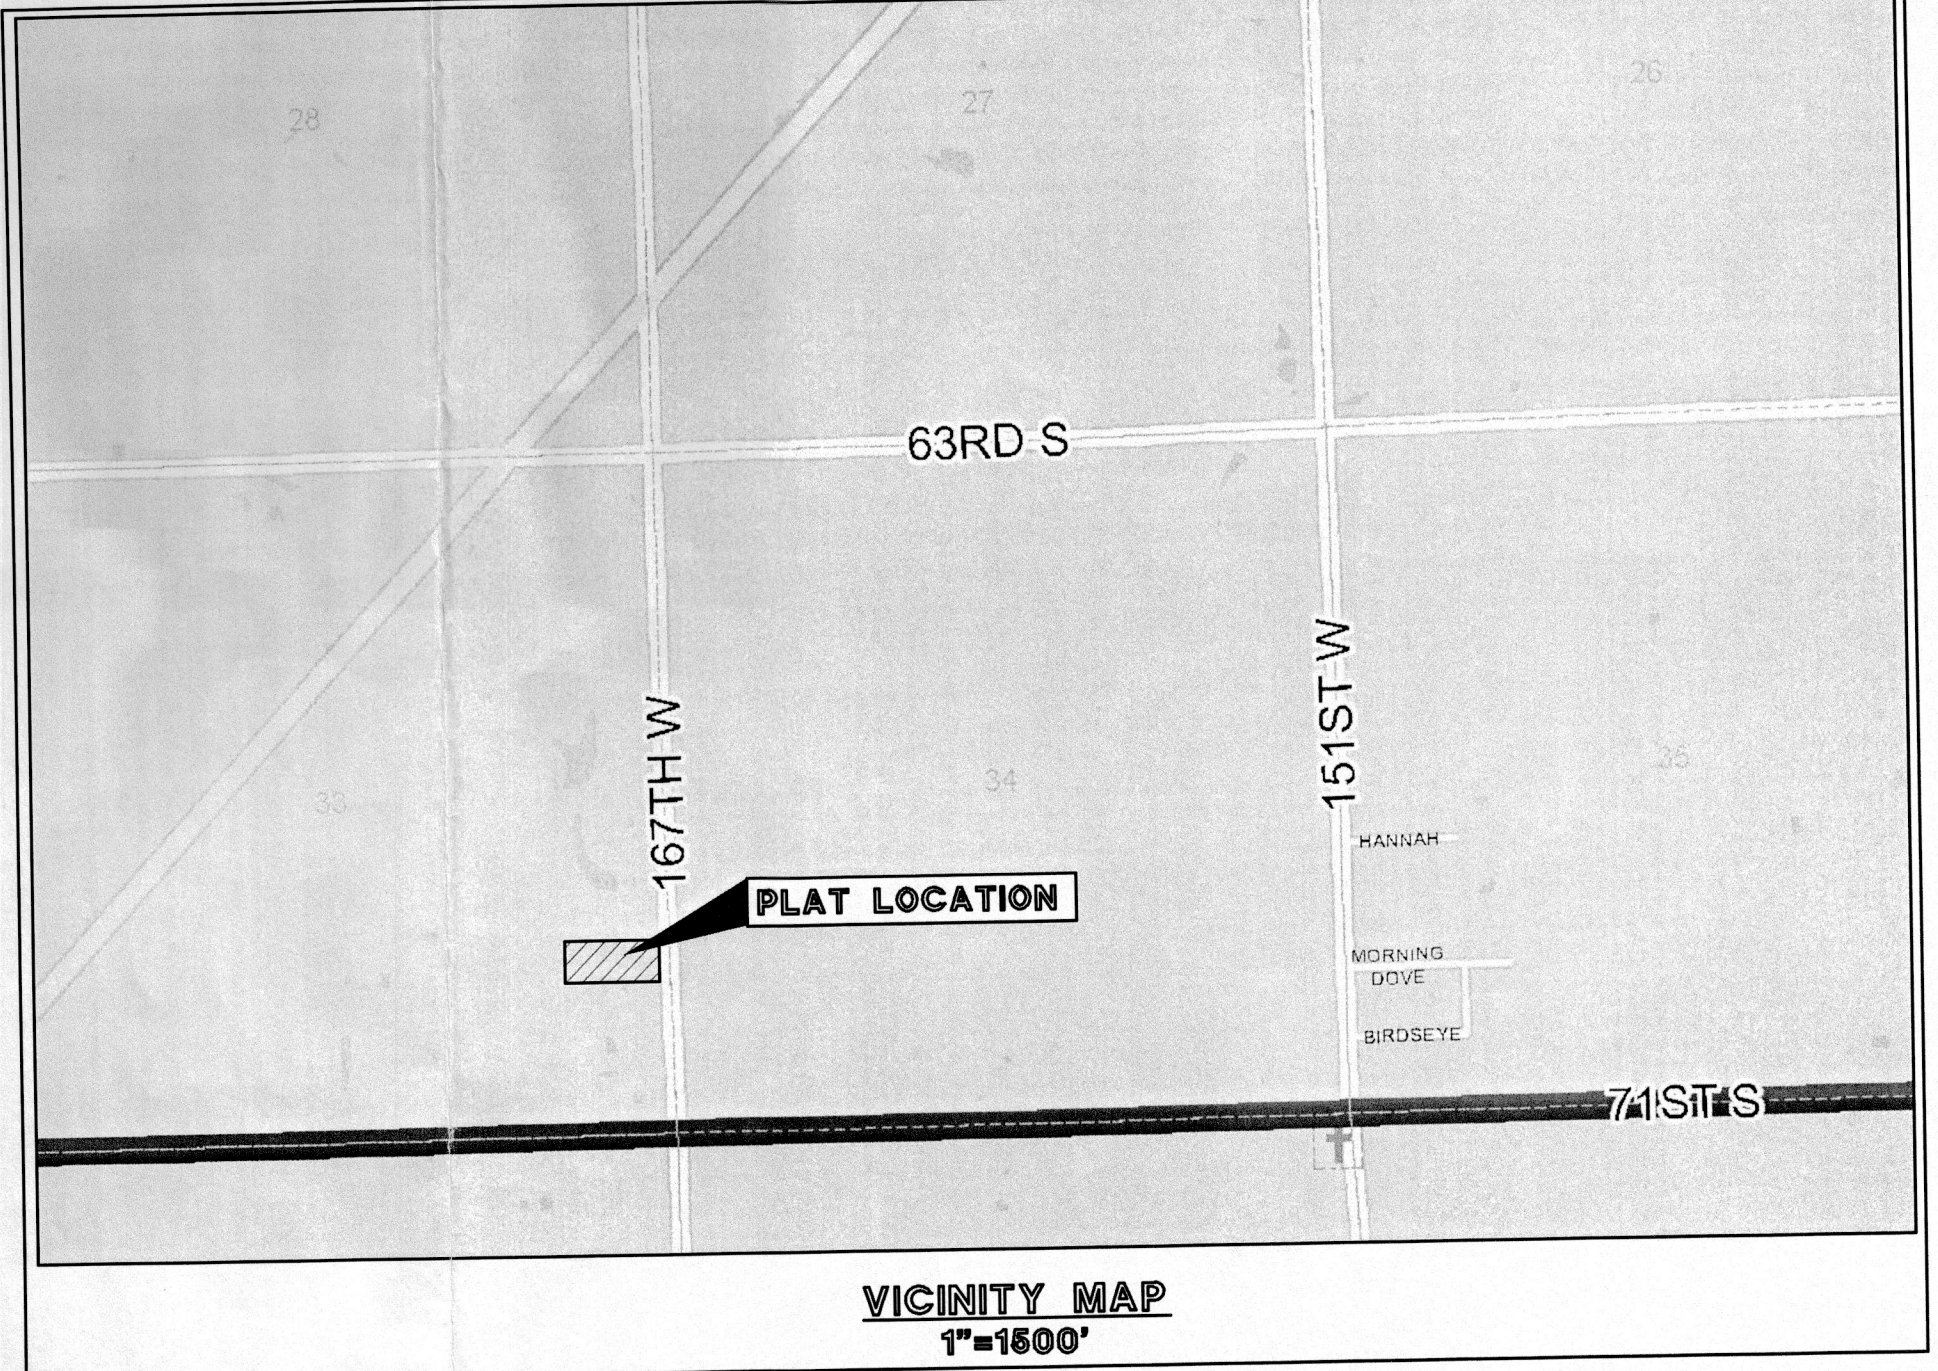 28
27
26
63RD S
151ST W
167TH W
33
34
35
HANNAH
PLAT LOCATION
MORNING
DOVE
BIRDSEYE
71ST S
VICINITY MAP
1"=1500'